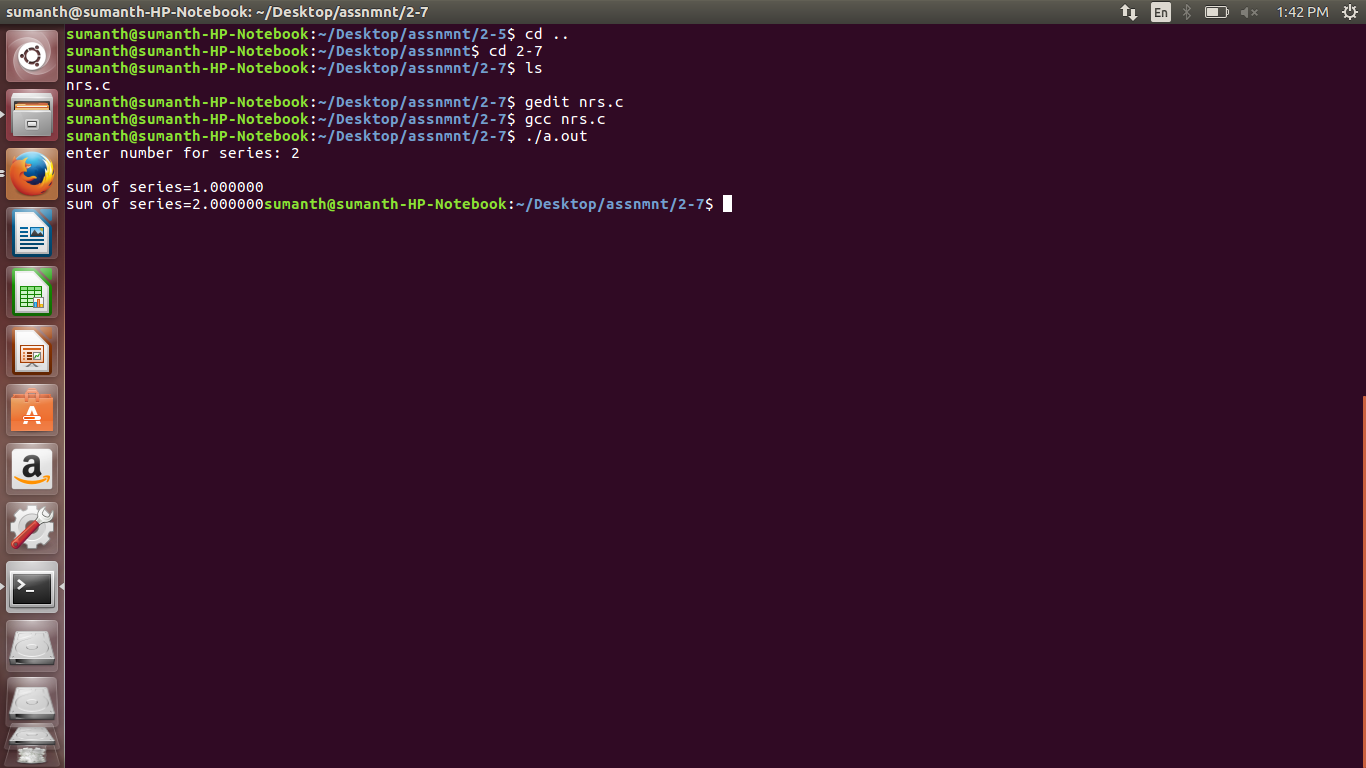 sumanth@sumanth-HP-Notebook: ~/Desktop/assnmnt/2-7
En
1:42 PM
sumanth@sumanth-HP-Notebook:~/Desktop/assnmnt/2-5$ cd ..
sumanth@sumanth-HP-Notebook:~/Desktop/assnmnt$ cd 2-7
sumanth@sumanth-HP-Notebook:~/Desktop/assnmnt/2-7$ ls
nrs.c
sumanth@sumanth-HP-Notebook:~/Desktop/assnmnt/2-7$ gedit nrs.c
sumanth@sumanth-HP-Notebook:~/Desktop/assnmnt/2-7$ gcc nrs.c
sumanth@sumanth-HP-Notebook:~/Desktop/assnmnt/2-7$ ./a.out
enter number for series: 2
sum of series=1.000000
sum of series=2.000000sumanth@sumanth-HP-Notebook:~/Desktop/assnmnt/2-7$
A
a
>_